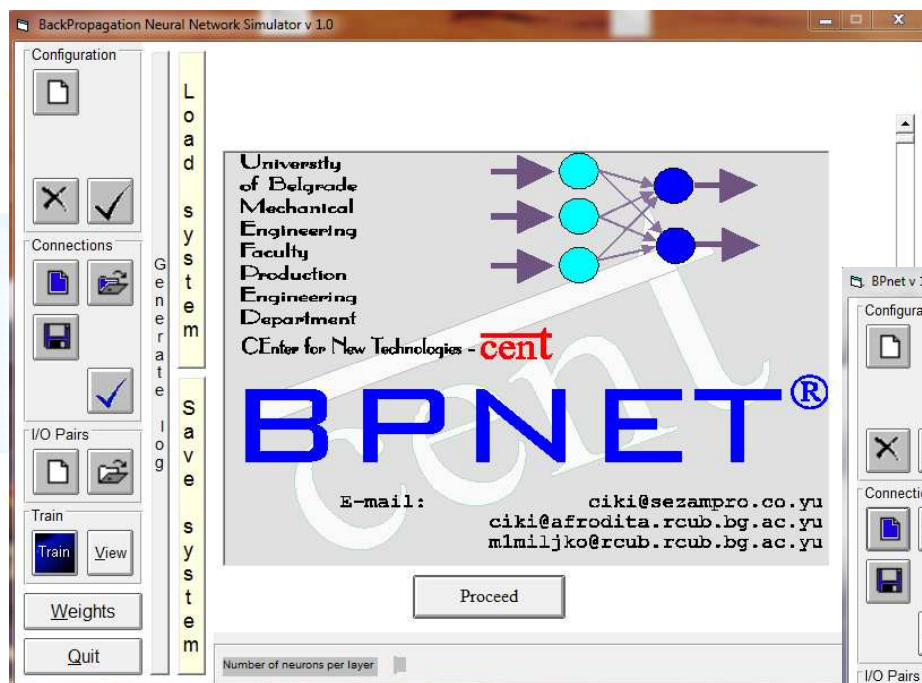 BackPropagation Neural Network Simulator v 1.0
Configuration
Connections
I/O Pairs
Train
Train
View
Weights
Quit
Generate log
Load system
Save system
University
of Belgrade
Mechanical
Engineering
Faculty
Production
Engineering
Department
CEnter for New Technologies - cent
cent
BPNET®
E-mail: ciki@sezampro.co.yu
ciki@afrodita.rcub.bg.ac.yu
m1miljko@rcub.rcub.bg.ac.yu
Proceed
Number of neurons per layer
BPnet v 1
Configura
Connectio
I/O Pairs